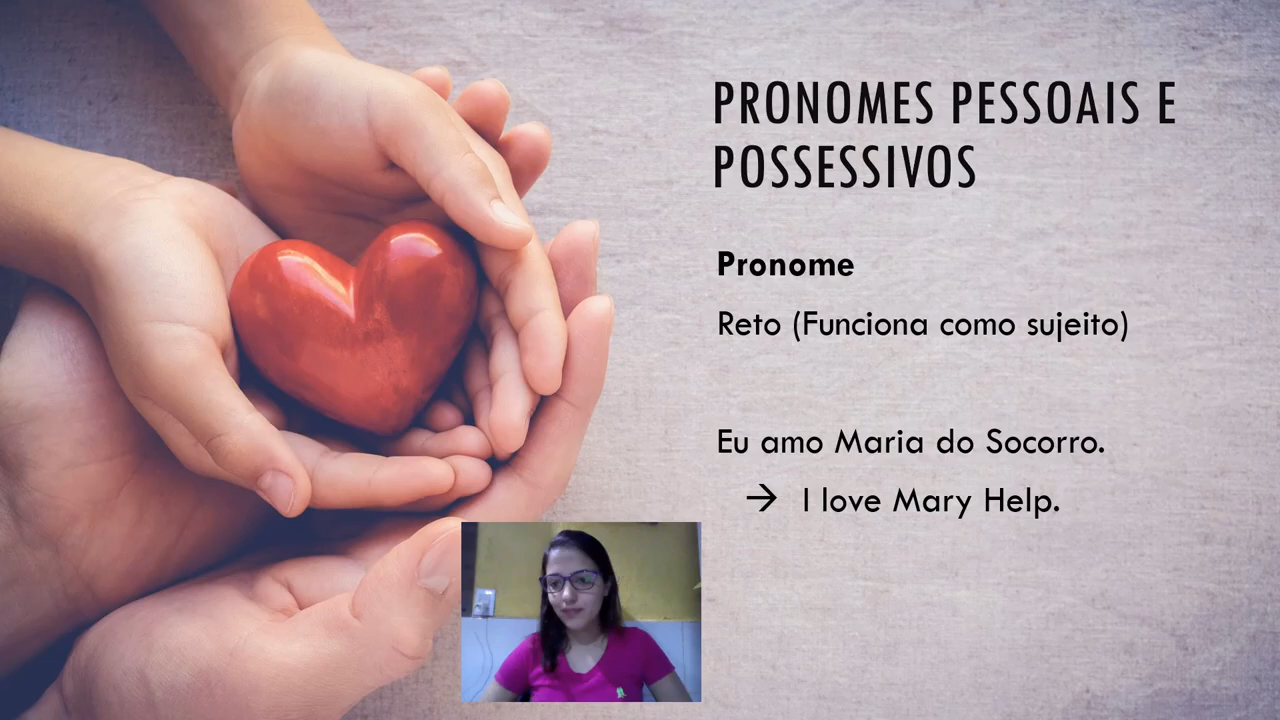 PRONOMES PESSOAIS E
POSSESSIVOS
Pronome
Reto (Funciona como sujeito)
Eu amo Maria do Socorro.
→ I love Mary Help.